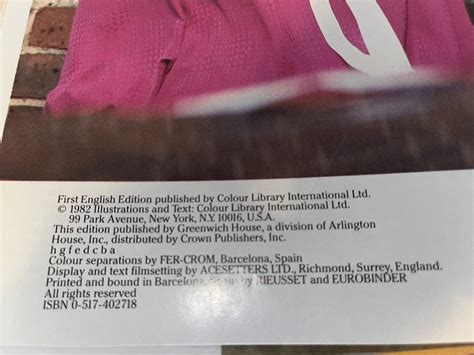 First English Edition published by Colour Library International Ltd.
© 1982 Illustrations and Text: Colour Library International Ltd.
99 Park Avenue, New York, N.Y. 10016, U.S.A.
This edition published by Greenwich House, a division of Arlington
House, Inc., distributed by Crown Publishers, Inc.
h g f e d c b a
Colour separations by FER-CROM, Barcelona, Spain
Display and text filmsetting by ACESETTERS LTD., Richmond, Surrey, England.
Printed and bound in Barcelona, Spain by RIEUSSET and EUROBINDER
All rights reserved
ISBN 0-517-402718